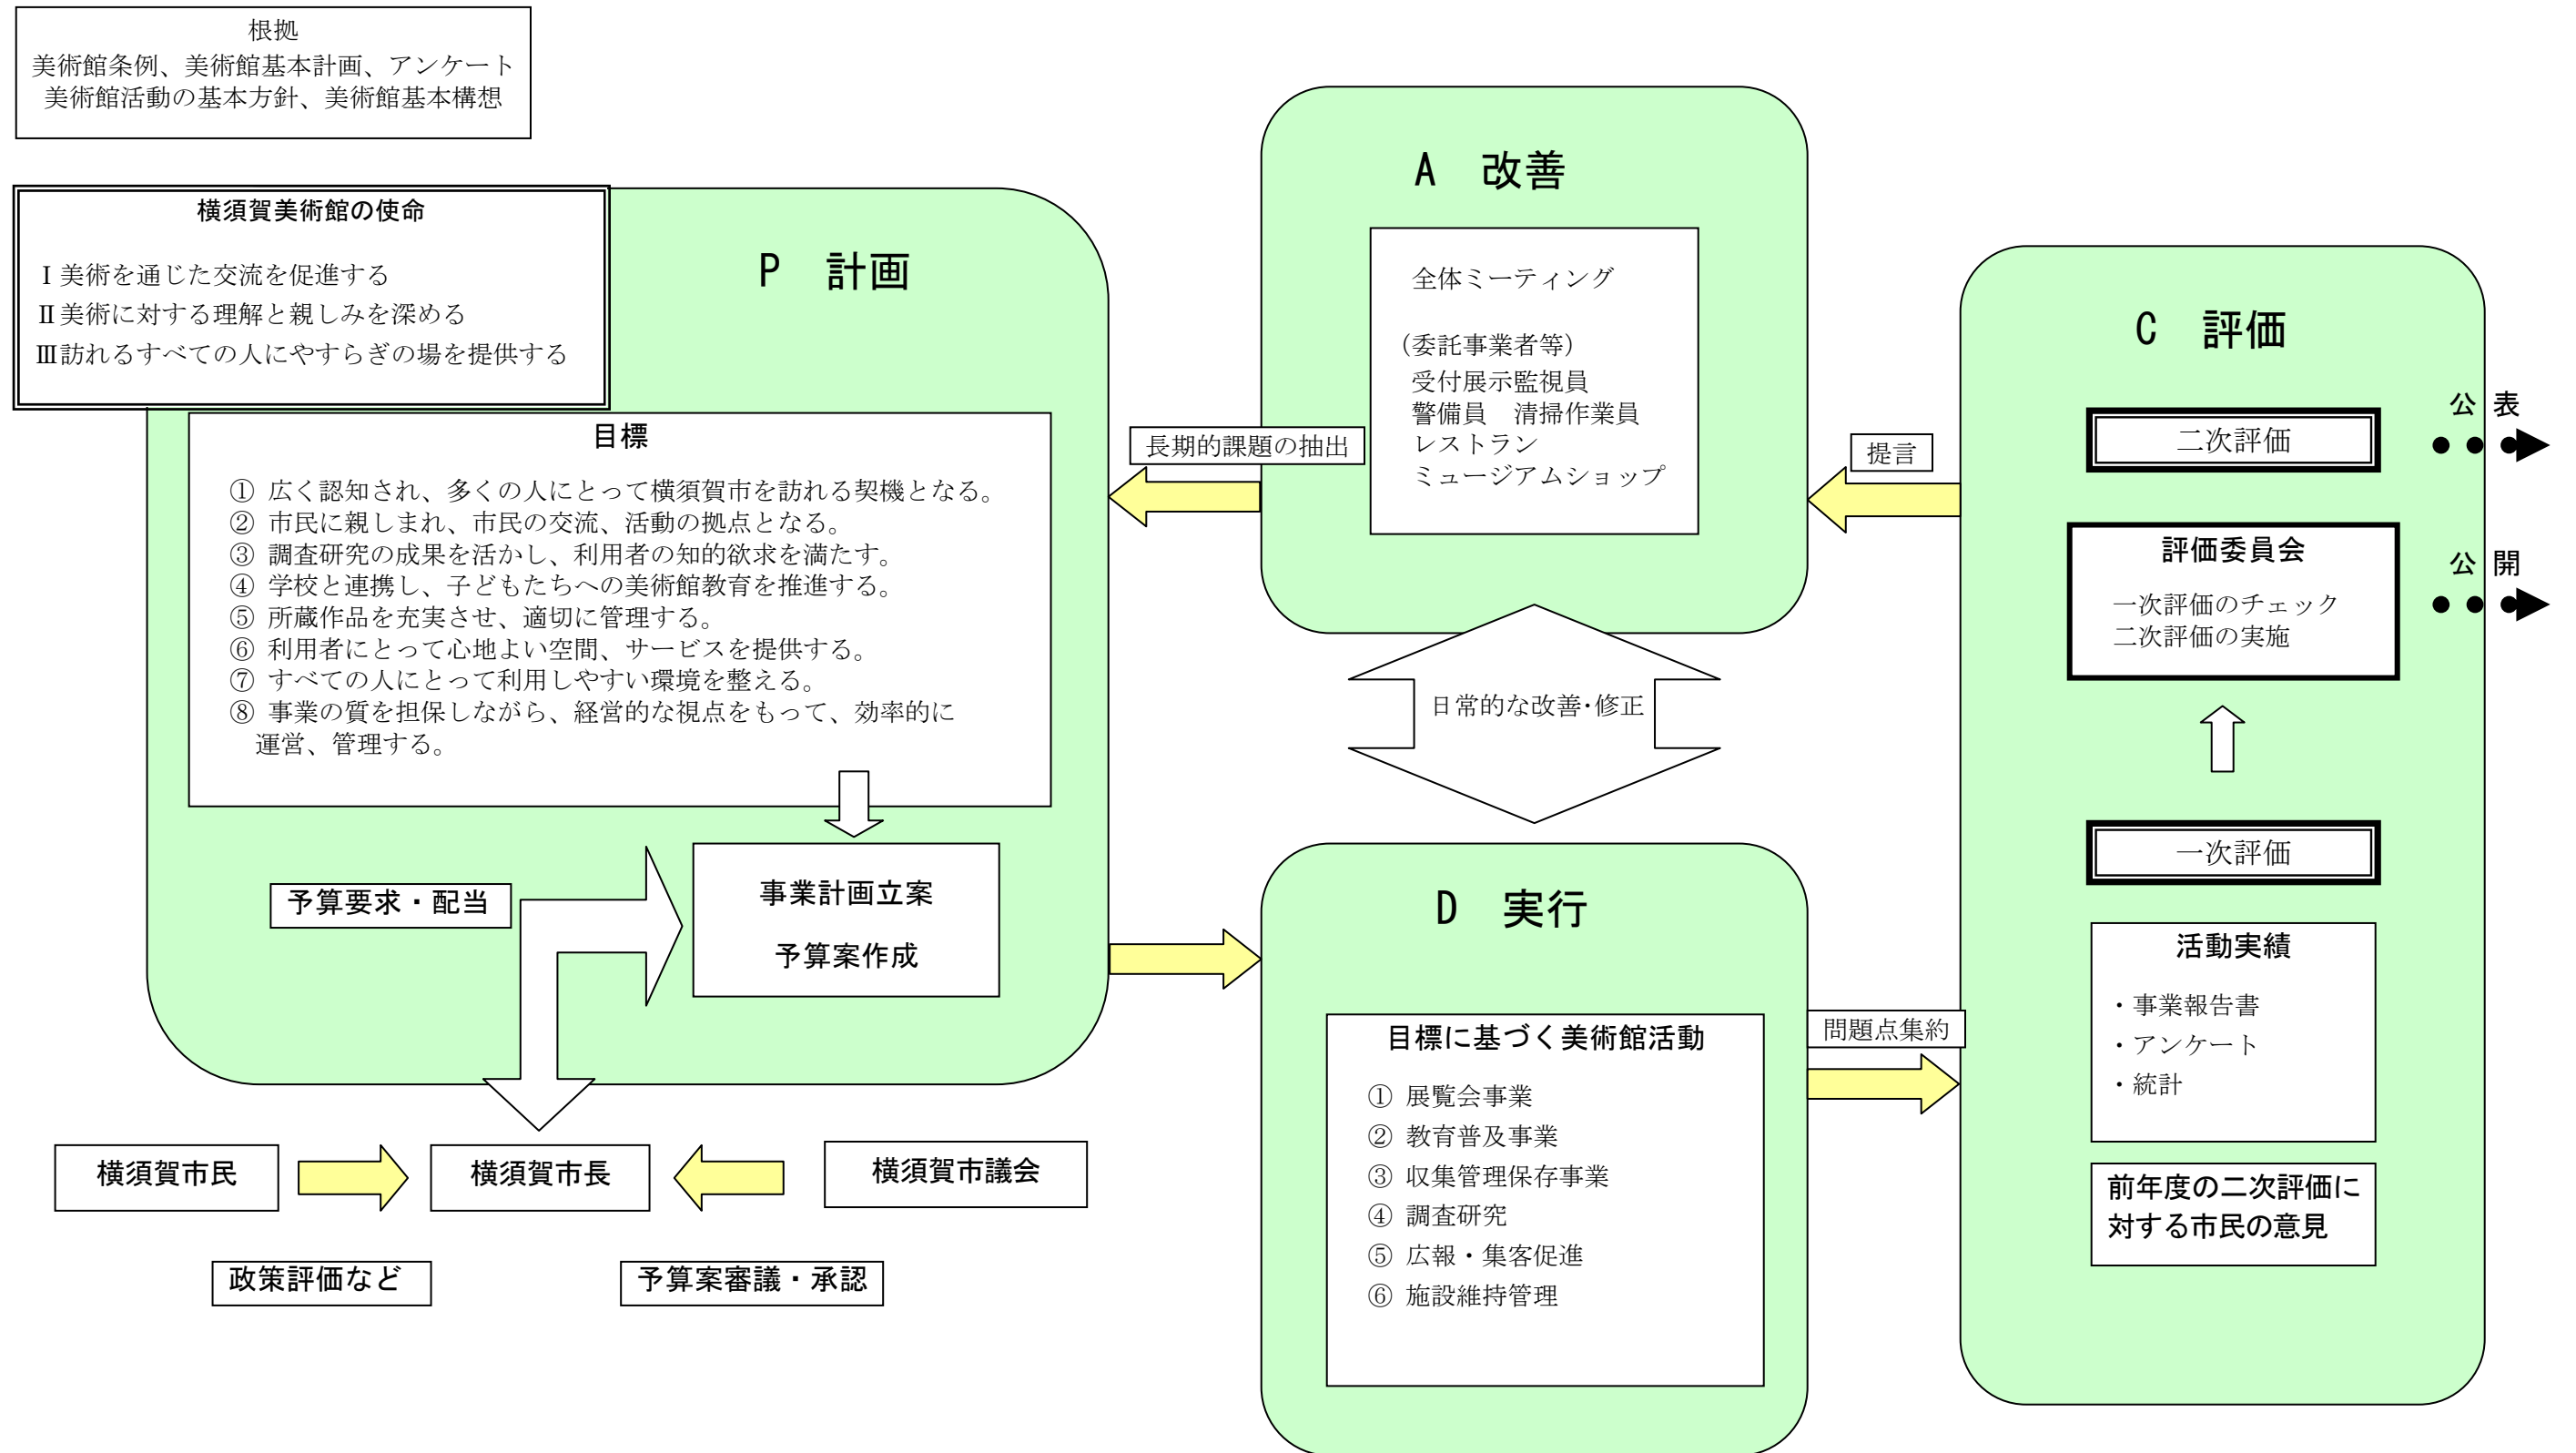 根拠
美術館条例、美術館基本計画、アンケート
美術館活動の基本方針、美術館基本構想
横須賀美術館の使命
Ⅰ美術を通じた交流を促進する
Ⅱ美術に対する理解と親しみを深める
Ⅲ訪れるすべての人にやすらぎの場を提供する
P 計画
目標
① 広く認知され、多くの人にとって横須賀市を訪れる契機となる。
② 市民に親しまれ、市民の交流、活動の拠点となる。
③ 調査研究の成果を活かし、利用者の知的欲求を満たす。
④ 学校と連携し、子どもたちへの美術館教育を推進する。
⑤ 所蔵作品を充実させ、適切に管理する。
⑥ 利用者にとって心地よい空間、サービスを提供する。
⑦ すべての人にとって利用しやすい環境を整える。
⑧ 事業の質を担保しながら、経営的な視点をもって、効率的に
運営、管理する。
予算要求・配当
事業計画立案
予算案作成
横須賀市民
横須賀市長
横須賀市議会
政策評価など
予算案審議・承認
長期的課題の抽出
A 改善
全体ミーティング
(委託事業者等)
受付展示監視員
警備員 清掃作業員
レストラン
ミュージアムショップ
日常的な改善・修正
D 実行
目標に基づく美術館活動
① 展覧会事業
② 教育普及事業
③ 収集管理保存事業
④ 調査研究
⑤ 広報・集客促進
⑥ 施設維持管理
提言
問題点集約
C 評価
二次評価
公表
評価委員会
一次評価のチェック
二次評価の実施
公開
一次評価
活動実績
・事業報告書
・アンケート
・統計
前年度の二次評価に
対する市民の意見